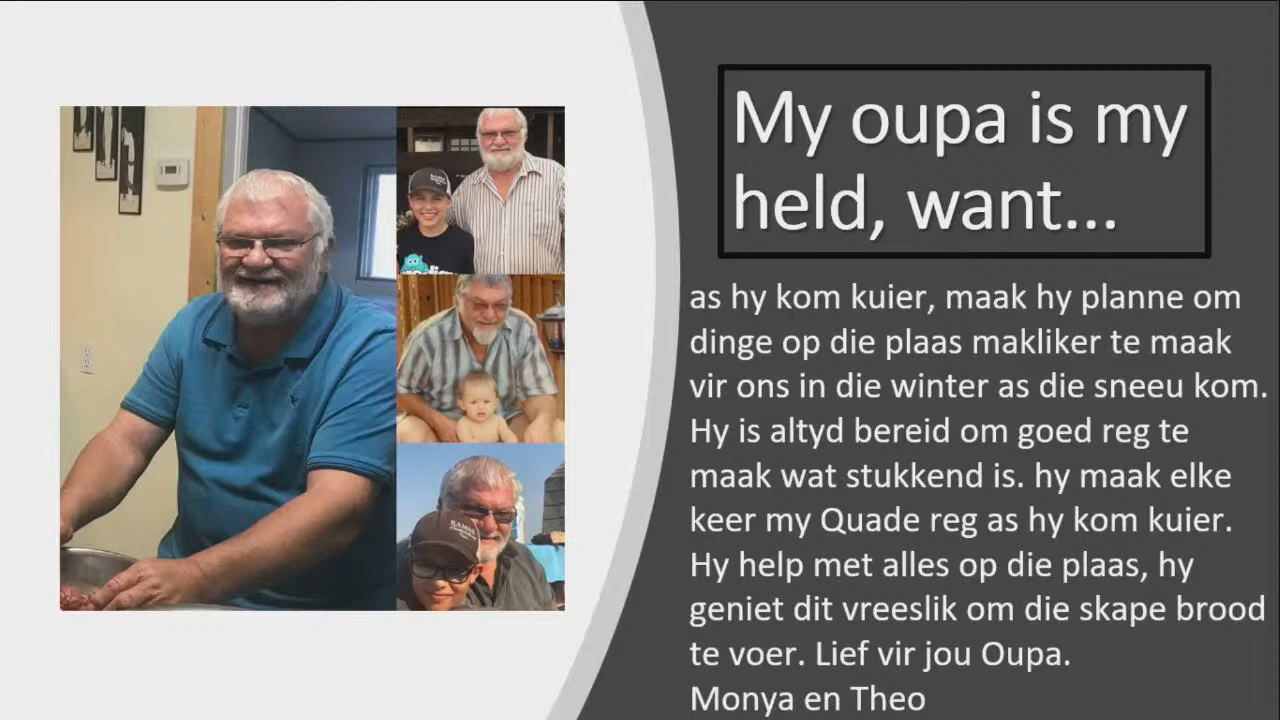 My oupa is my
held, want...
as hy kom kuier, maak hy planne om
dinge op die plaas makliker te maak
vir ons in die winter as die sneeu kom.
Hy is altyd bereid om goed reg te
maak wat stukkend is. hy maak elke
keer my Quade reg as hy kom kuier.
Hy help met alles op die plaas, hy
geniet dit vreeslik om die skape brood
te voer. Lief vir jou Oupa.
Monya en Theo